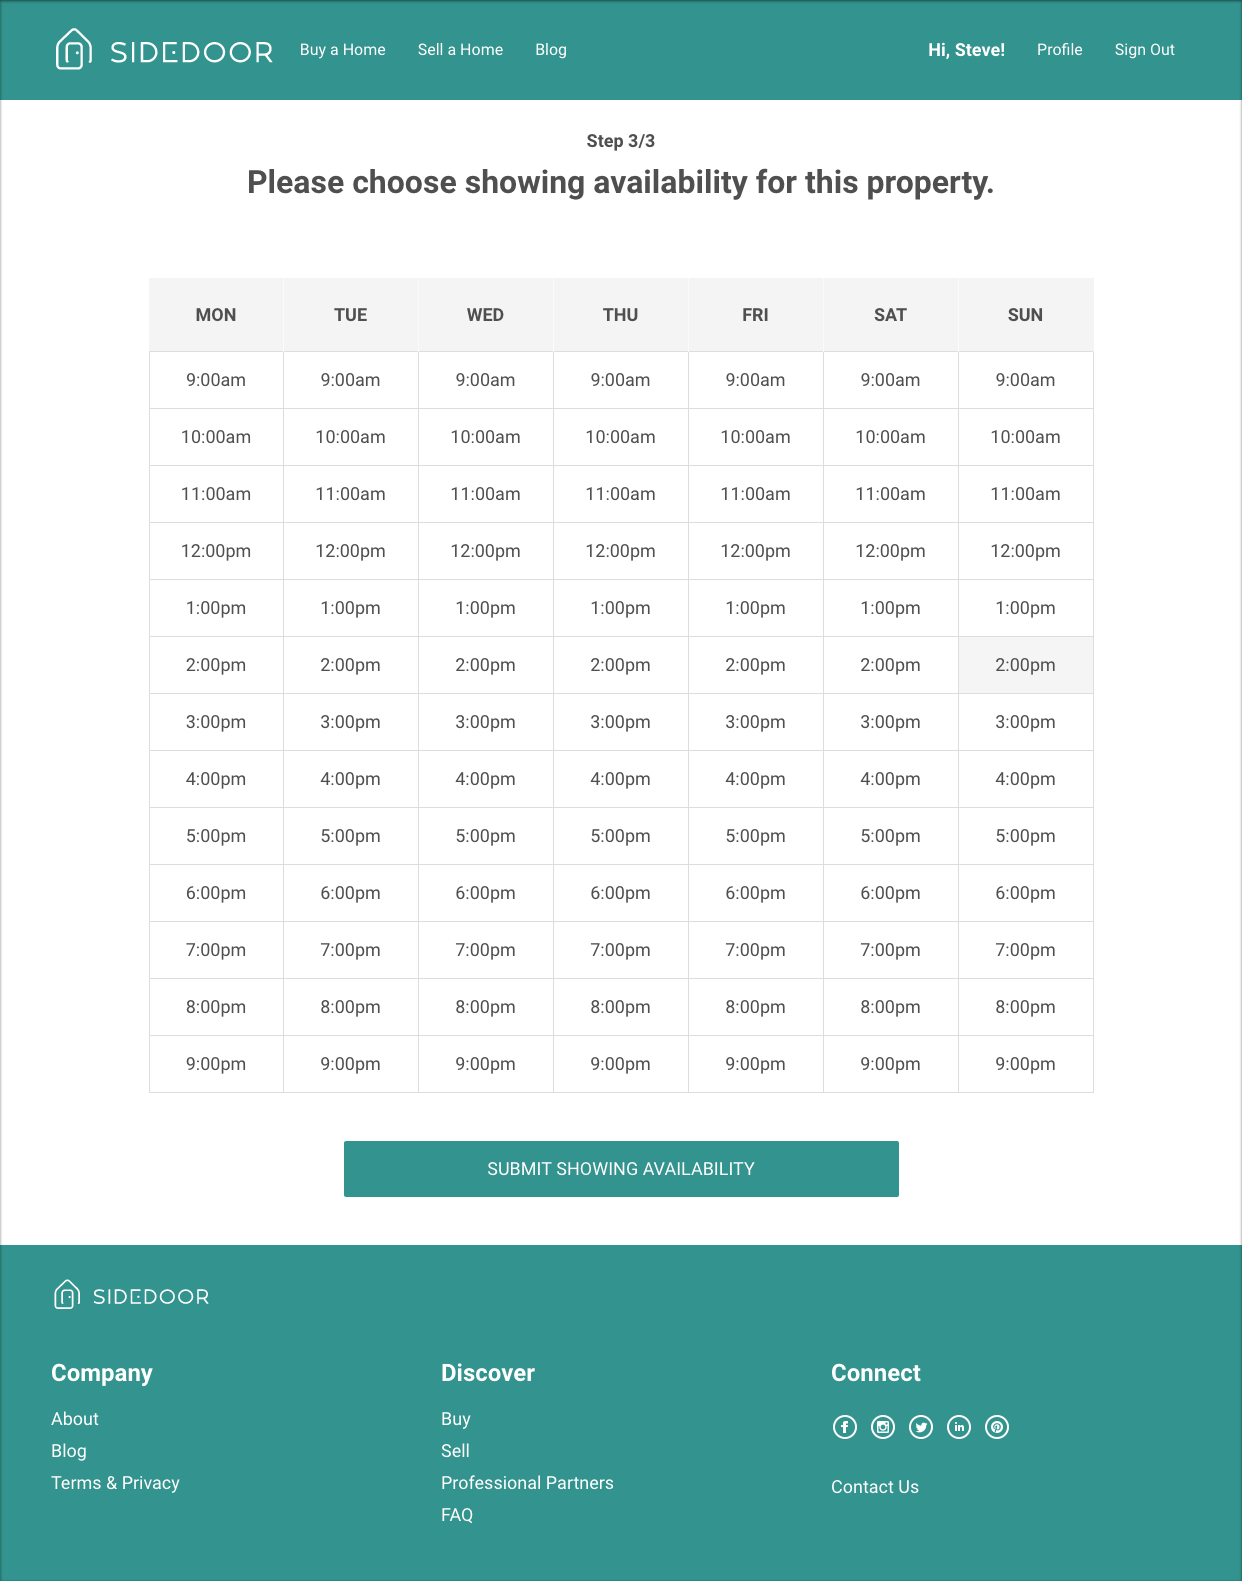 SIDEDOOR Buy a Home Sell a Home Blog Hi, Steve! Profile Sign Out
Step 3/3
Please choose showing availability for this property.
MON TUE WED THU FRI SAT SUN
9:00am 9:00am 9:00am 9:00am 9:00am 9:00am 9:00am
10:00am 10:00am 10:00am 10:00am 10:00am 10:00am 10:00am
11:00am 11:00am 11:00am 11:00am 11:00am 11:00am 11:00am
12:00pm 12:00pm 12:00pm 12:00pm 12:00pm 12:00pm 12:00pm
1:00pm 1:00pm 1:00pm 1:00pm 1:00pm 1:00pm 1:00pm
2:00pm 2:00pm 2:00pm 2:00pm 2:00pm 2:00pm 2:00pm
3:00pm 3:00pm 3:00pm 3:00pm 3:00pm 3:00pm 3:00pm
4:00pm 4:00pm 4:00pm 4:00pm 4:00pm 4:00pm 4:00pm
5:00pm 5:00pm 5:00pm 5:00pm 5:00pm 5:00pm 5:00pm
6:00pm 6:00pm 6:00pm 6:00pm 6:00pm 6:00pm 6:00pm
7:00pm 7:00pm 7:00pm 7:00pm 7:00pm 7:00pm 7:00pm
8:00pm 8:00pm 8:00pm 8:00pm 8:00pm 8:00pm 8:00pm
9:00pm 9:00pm 9:00pm 9:00pm 9:00pm 9:00pm 9:00pm
SUBMIT SHOWING AVAILABILITY
SIDEDOOR
Company
About
Blog
Terms & Privacy
Discover
Buy
Sell
Professional Partners
FAQ
Connect
Contact Us